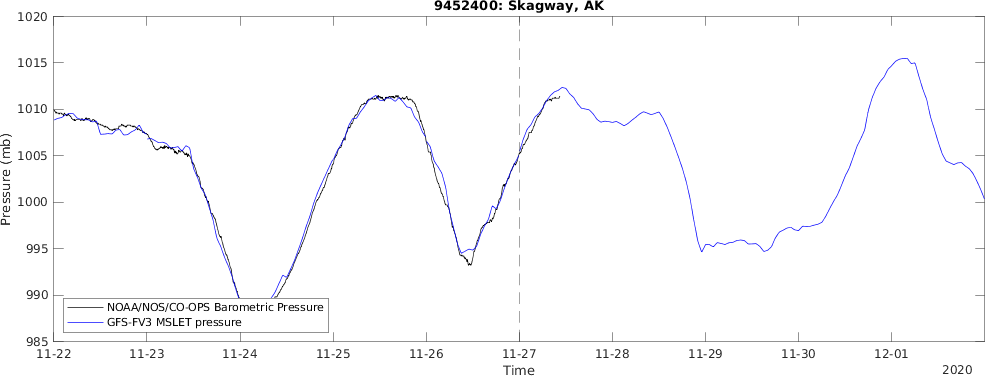 9452400: Skagway, AK
1020
1015
1010
1005
1000
995
990
985
Pressure (mb)
NOAA/NOS/CO-OPS Barometric Pressure
GFS-FV3 MSLET pressure
11-22 11-23 11-24 11-25 11-26 11-27 11-28 11-29 11-30 12-01
Time
2020